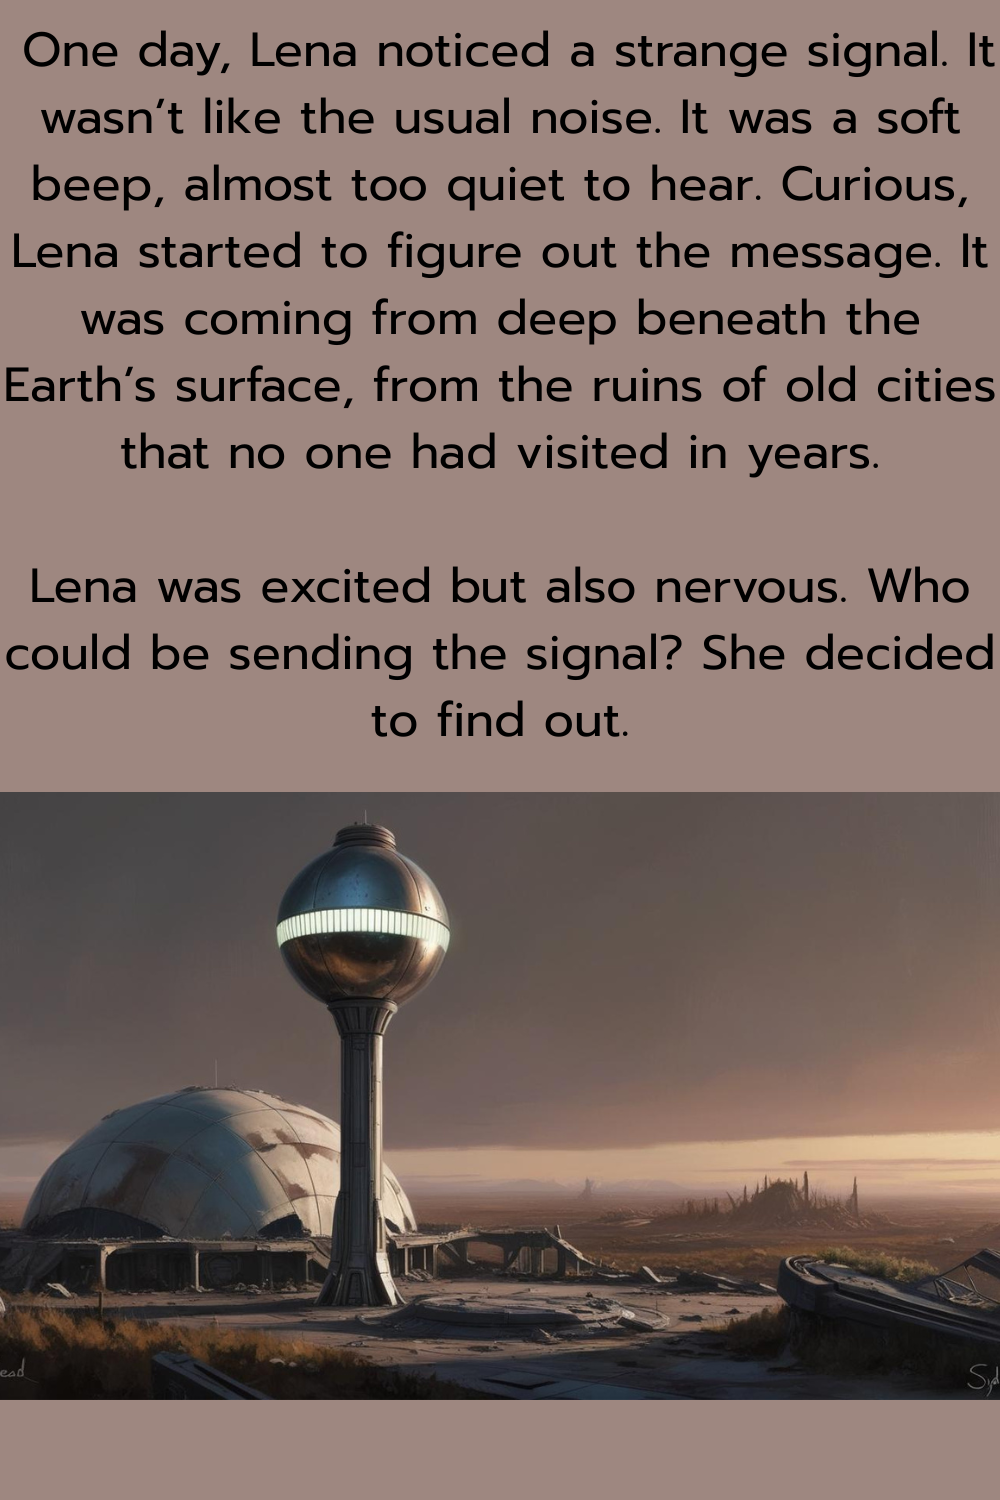 One day, Lena noticed a strange signal. It
wasn’t like the usual noise. It was a soft
beep, almost too quiet to hear. Curious,
Lena started to figure out the message. It
was coming from deep beneath the
Earth’s surface, from the ruins of old cities
that no one had visited in years.
Lena was excited but also nervous. Who
could be sending the signal? She decided
to find out.
ead